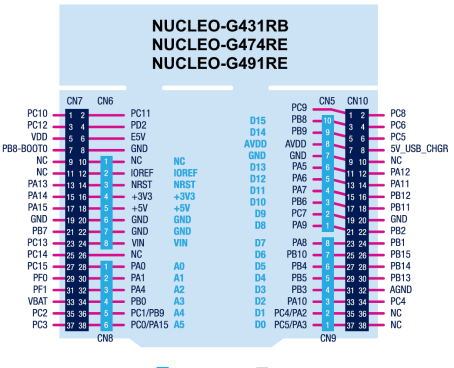 NUCLEO-G431RB
NUCLEO-G474RE
NUCLEO-G491RE
CN7 CN6 CN5 CN10
PC10 1 2 PC11 PC9 1 2 PC8
PC12 3 4 PD2 D15 PB8 10 3 4 PC6
VDD 5 6 E5V D14 PB9 9 5 6 PC5
PB8-BOOT0 7 8 GND AVDD AVDD 8 7 8 5V_USB_CHGR
NC 9 10 1 NC NC GND GND 7 9 10 NC
NC 11 12 2 IOREF IOREF D13 PA5 6 11 12 PA12
PA13 13 14 3 NRST NRST D12 PA6 5 13 14 PA11
PA14 15 16 4 +3V3 +3V3 D11 PA7 4 15 16 PB12
PA15 17 18 5 +5V +5V D10 PB6 3 17 18 PB11
GND 19 20 6 GND GND D9 PC7 2 19 20 GND
PB7 21 22 7 GND GND D8 PA9 1 21 22 PB2
PC13 23 24 8 VIN VIN D7 PA8 8 23 24 PB1
PC14 25 26 NC D6 PB10 7 25 26 PB15
PC15 27 28 1 PA0 A0 D5 PB4 6 27 28 PB14
PF0 29 30 2 PA1 A1 D4 PB5 5 29 30 PB13
PF1 31 32 3 PA4 A2 D3 PB3 4 31 32 AGND
VBAT 33 34 4 PB0 A3 D2 PA10 3 33 34 PC4
PC2 35 36 5 PC1/PB9 A4 D1 PC4/PA2 2 35 36 NC
PC3 37 38 6 PC0/PA15 A5 D0 PC5/PA3 1 37 38 NC
CN8 CN9